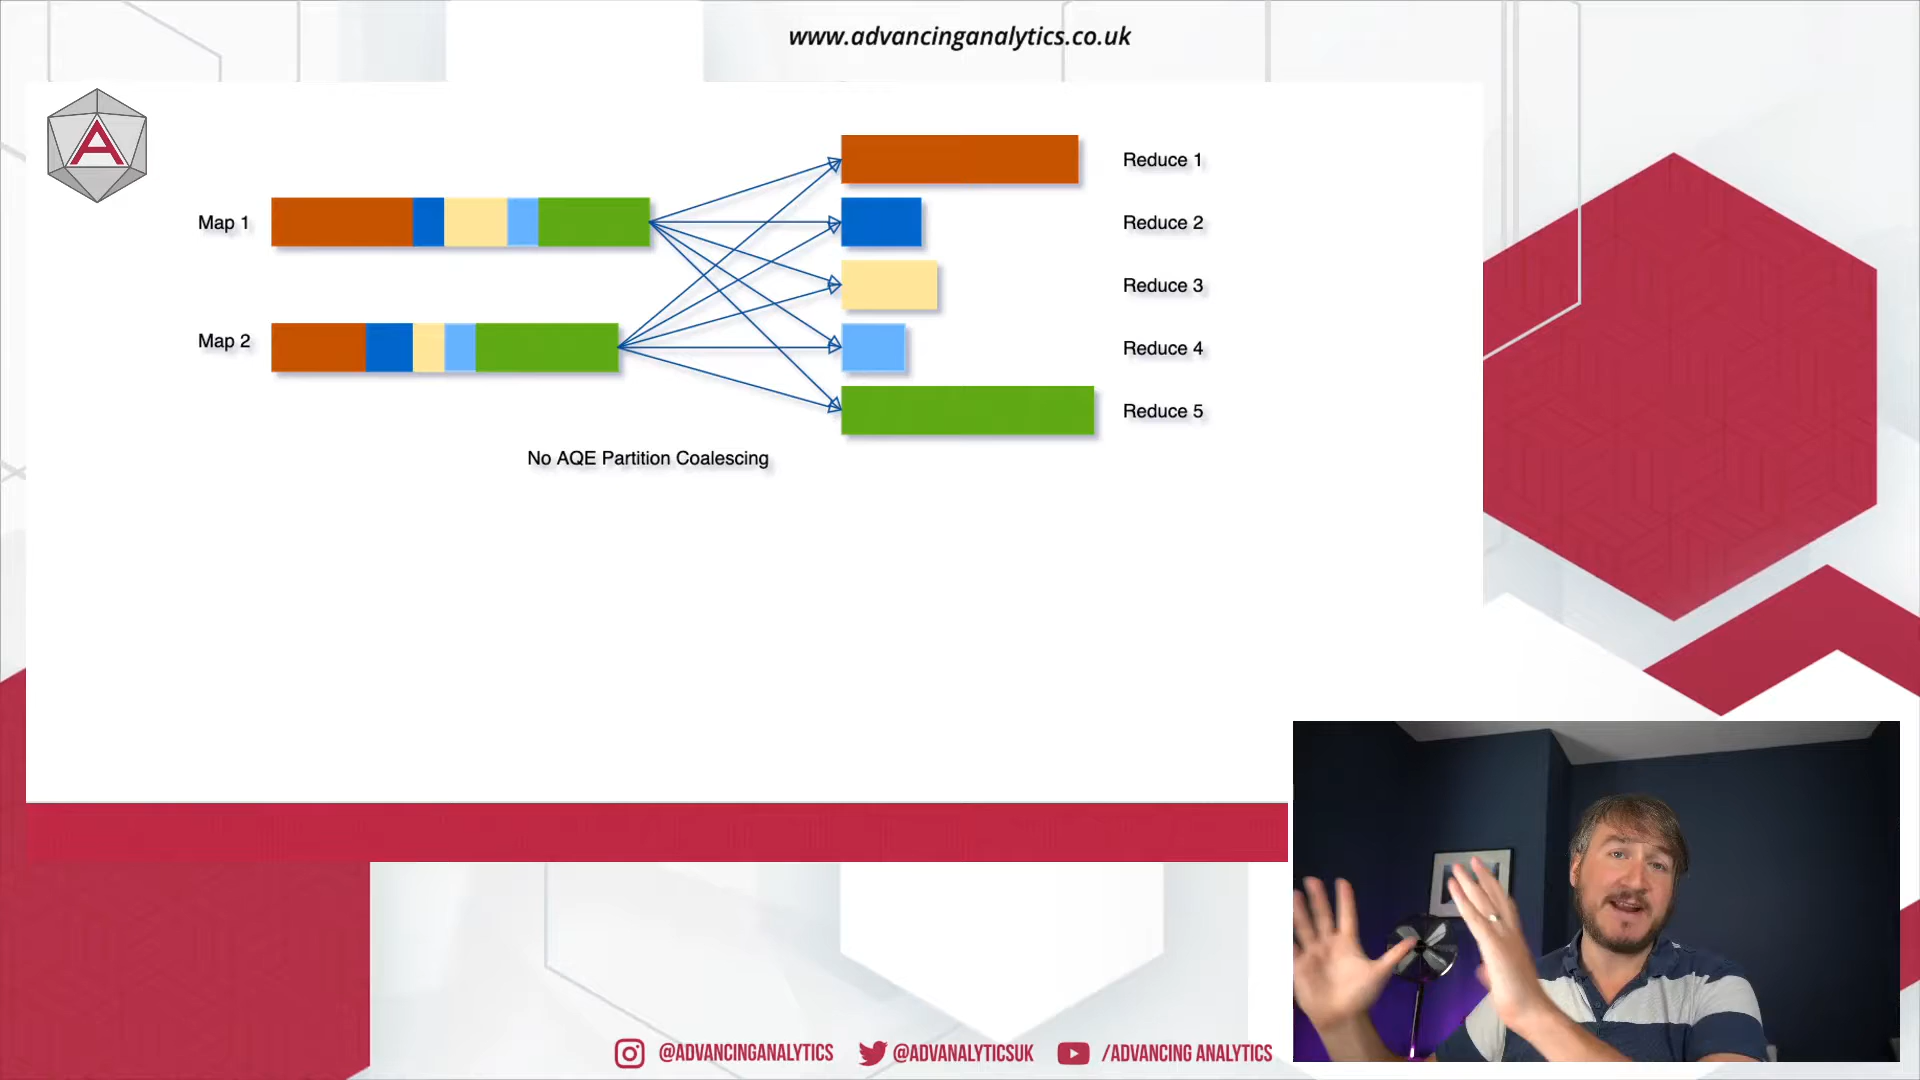 www.advancinganalytics.co.uk
A
Map 1
Map 2
Reduce 1
Reduce 2
Reduce 3
Reduce 4
Reduce 5
No AQE Partition Coalescing
@ADVANCINGANALYTICS
@ADVANALYTICSUK
/ADVANCING ANALYTICS